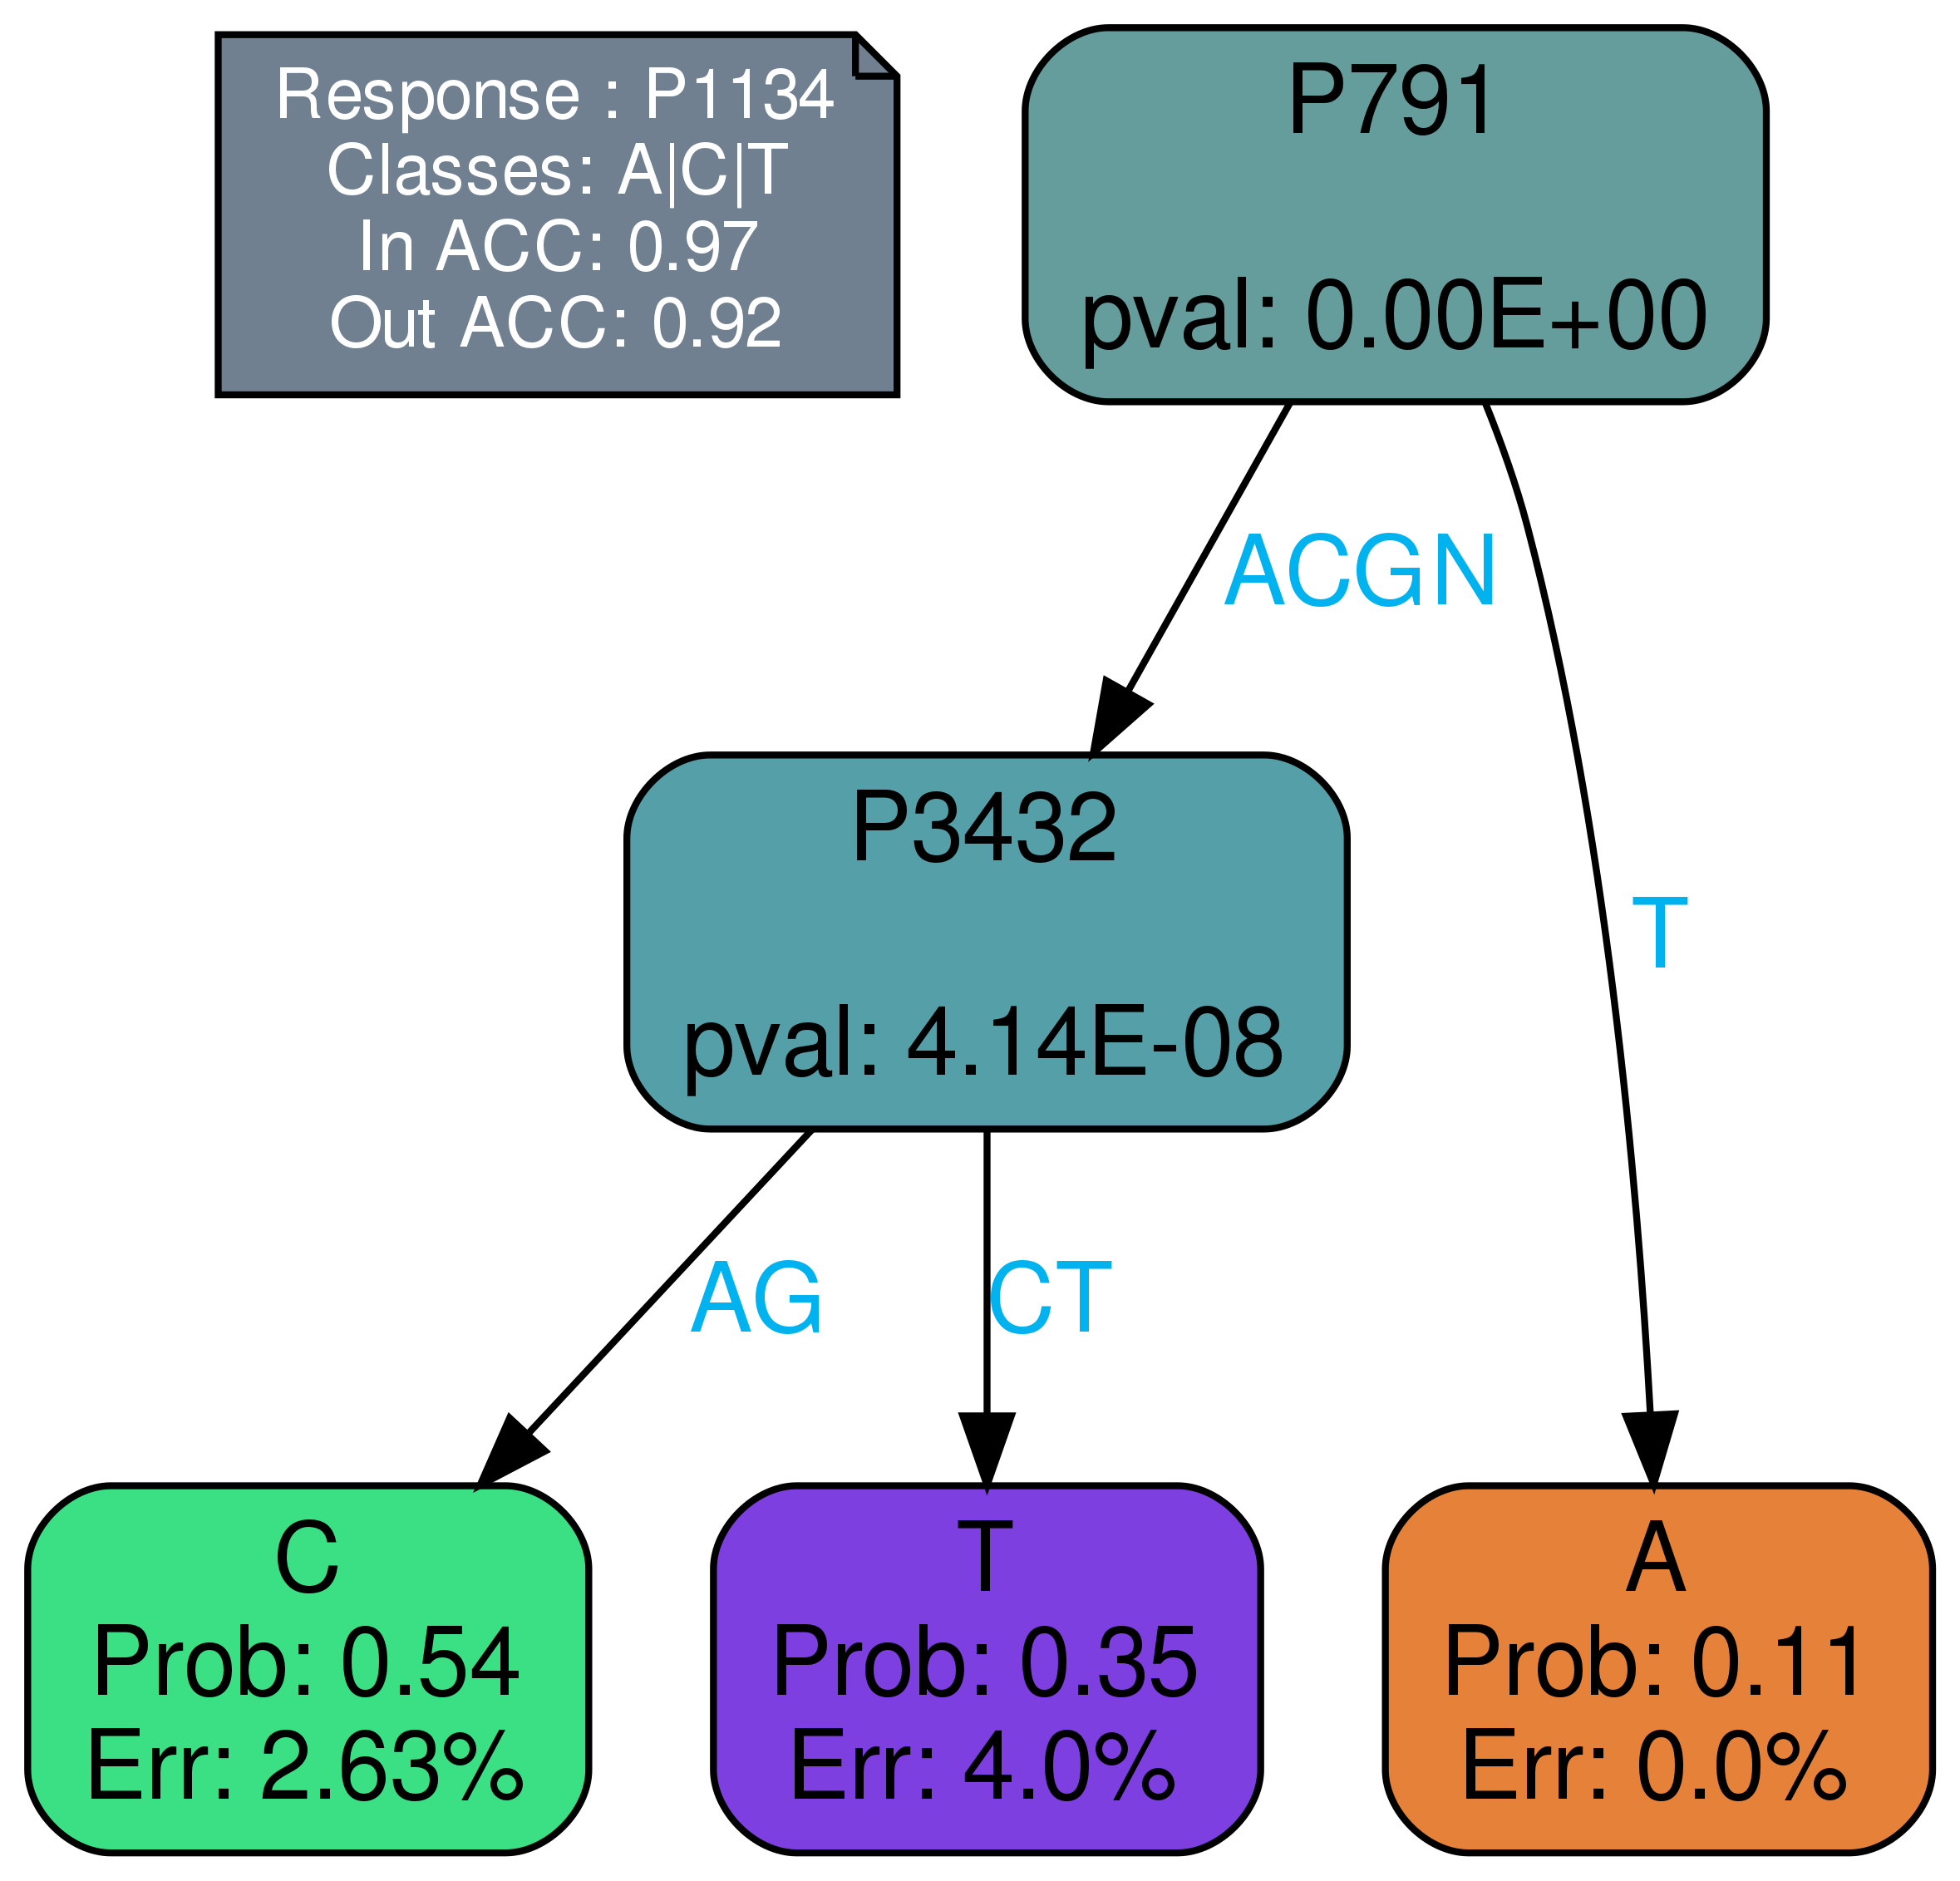 Response : P1134
Classes: A|C|T
In ACC: 0.97
Out ACC: 0.92
P791
pval: 0.00E+00
ACGN
T
P3432
pval: 4.14E-08
AG
CT
C
Prob: 0.54
Err: 2.63%
T
Prob: 0.35
Err: 4.0%
A
Prob: 0.11
Err: 0.0%